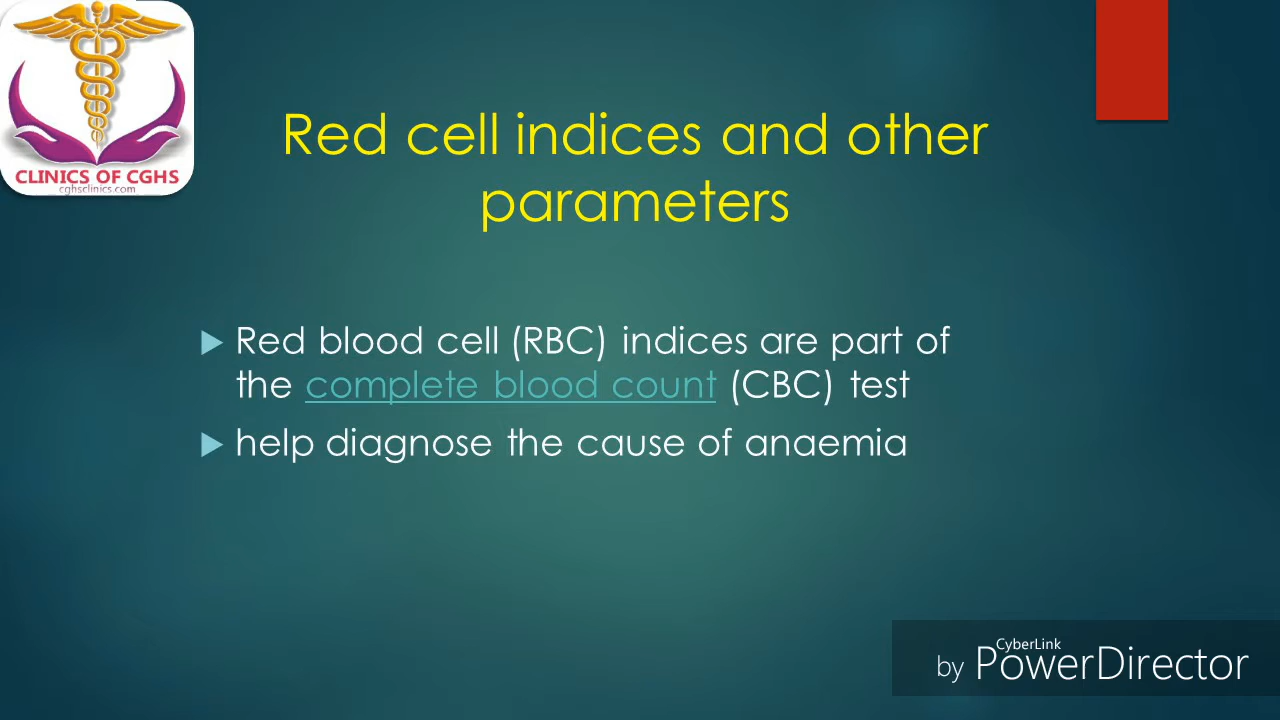 CLINICS OF CGHS
cghsclinics.com
Red cell indices and other
parameters
Red blood cell (RBC) indices are part of
the complete blood count (CBC) test
help diagnose the cause of anaemia
by CyberLink PowerDirector